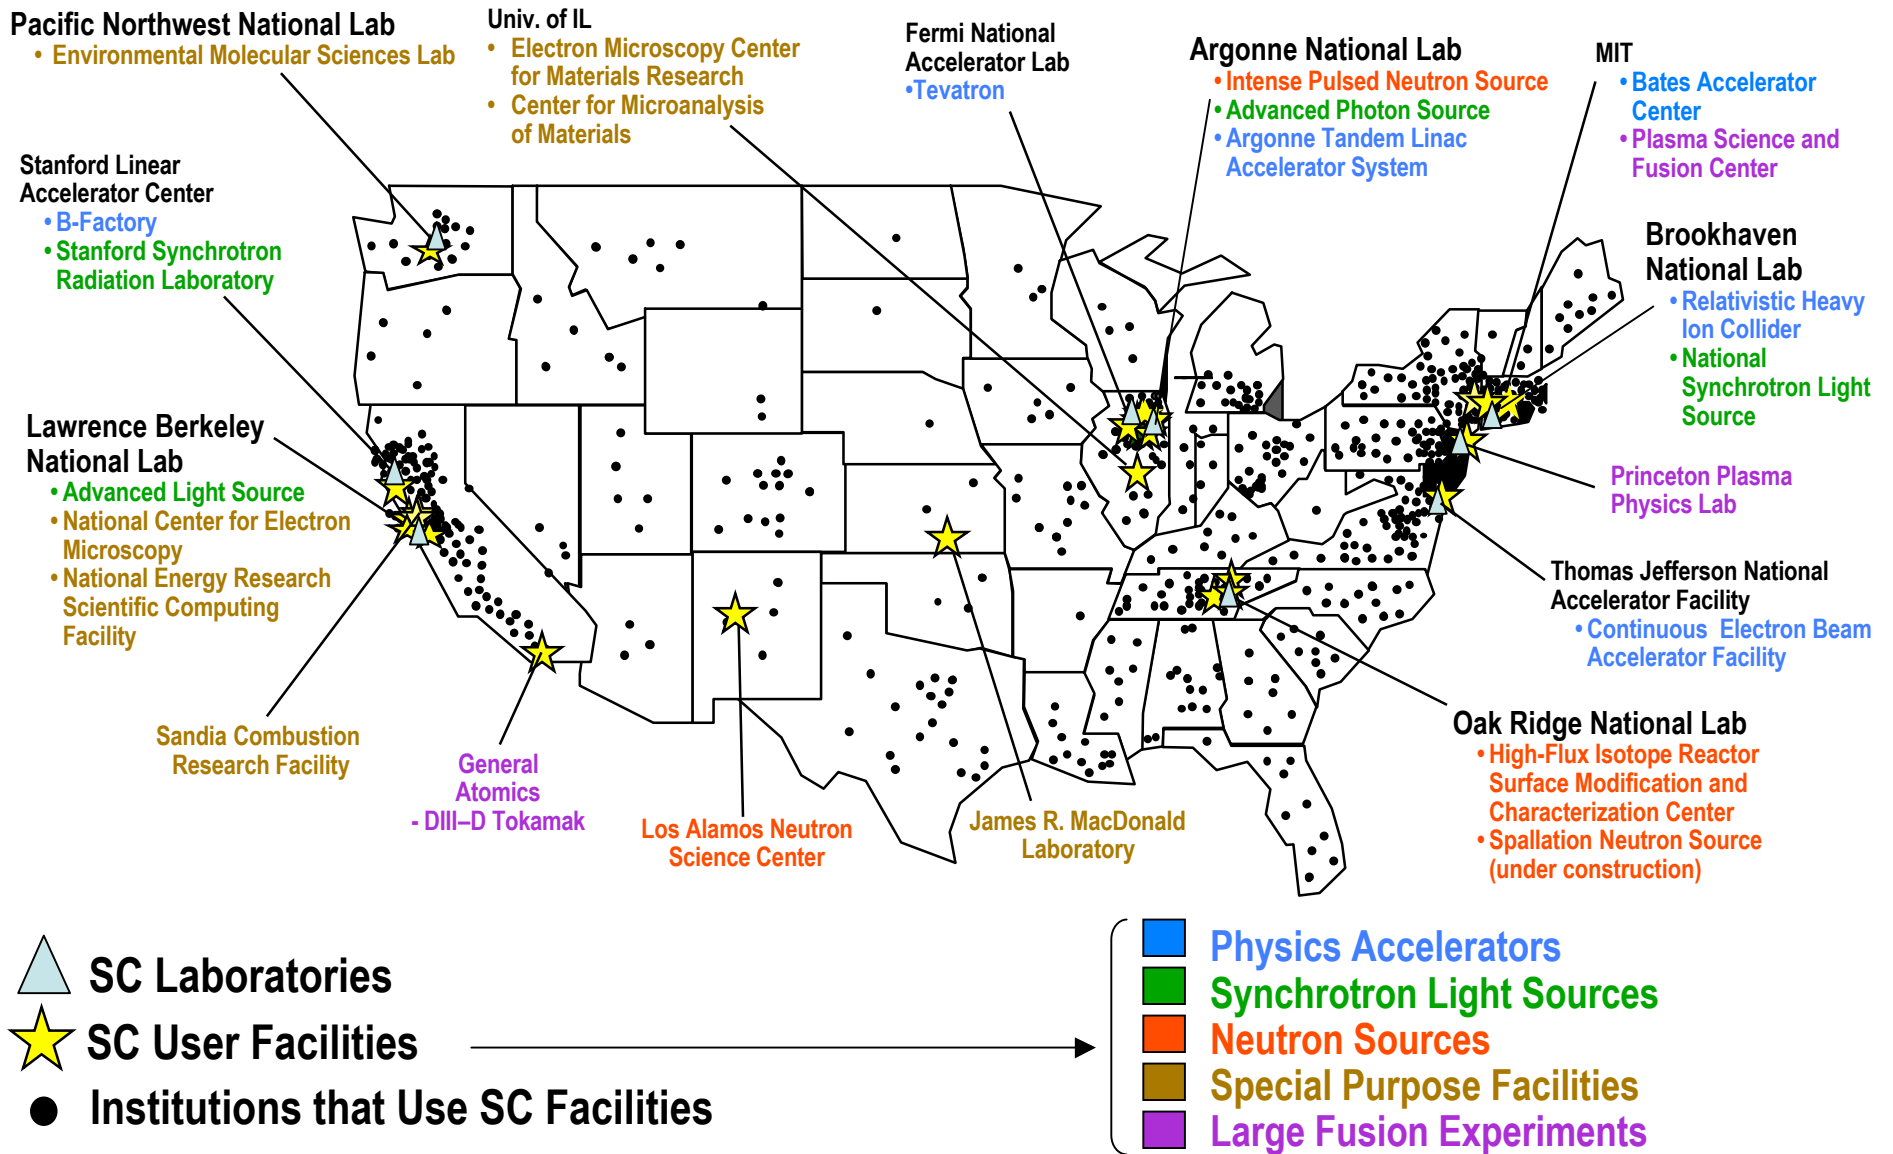 Pacific Northwest National Lab
• Environmental Molecular Sciences Lab
Univ. of IL
• Electron Microscopy Center
for Materials Research
• Center for Microanalysis
of Materials
Fermi National
Accelerator Lab
•Tevatron
Argonne National Lab
• Intense Pulsed Neutron Source
• Advanced Photon Source
• Argonne Tandem Linac
Accelerator System
MIT
• Bates Accelerator
Center
• Plasma Science and
Fusion Center
Stanford Linear
Accelerator Center
• B-Factory
• Stanford Synchrotron
Radiation Laboratory
Brookhaven
National Lab
• Relativistic Heavy
Ion Collider
• National
Synchrotron Light
Source
Lawrence Berkeley
National Lab
• Advanced Light Source
• National Center for Electron
Microscopy
• National Energy Research
Scientific Computing
Facility
Princeton Plasma
Physics Lab
Thomas Jefferson National
Accelerator Facility
• Continuous Electron Beam
Accelerator Facility
Sandia Combustion
Research Facility
General
Atomics
- DIII–D Tokamak
Los Alamos Neutron
Science Center
James R. MacDonald
Laboratory
Oak Ridge National Lab
• High-Flux Isotope Reactor
Surface Modification and
Characterization Center
• Spallation Neutron Source
(under construction)
SC Laboratories
SC User Facilities
Institutions that Use SC Facilities
Physics Accelerators
Synchrotron Light Sources
Neutron Sources
Special Purpose Facilities
Large Fusion Experiments